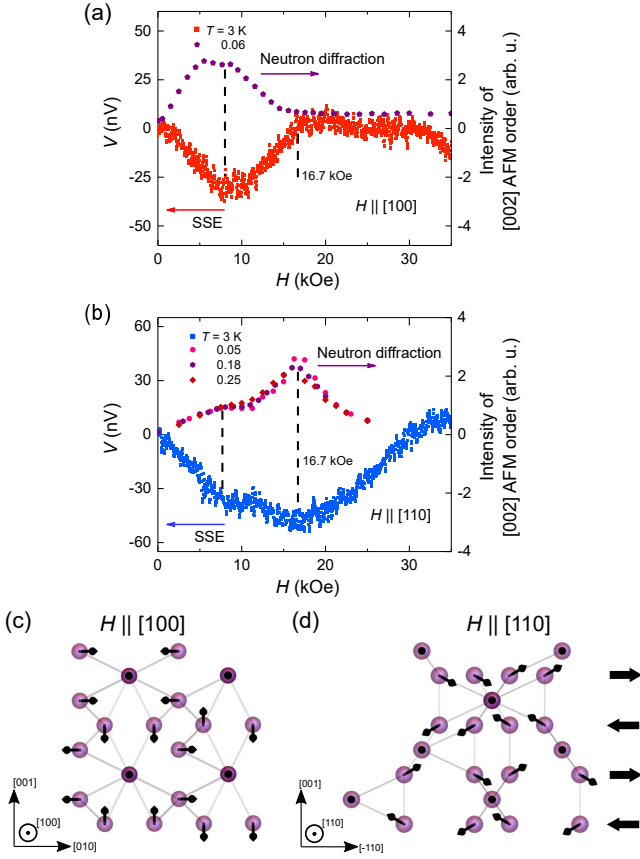 (a)
50
25
0
-25
-50
V (nV)
T = 3 K
0.06
Neutron diffraction
16.7 kOe
SSE
H || [100]
4
2
0
-2
-4
Intensity of
[002] AFM order (arb. u.)
0 10 20 30
H (kOe)
(b)
60
30
0
-30
-60
V (nV)
T = 3 K
0.05
0.18
0.25
Neutron diffraction
16.7 kOe
SSE
H || [110]
4
2
0
-2
-4
Intensity of
[002] AFM order (arb. u.)
0 10 20 30
H (kOe)
(c) H || [100]
[001]
[100]
[010]
(d) H || [110]
[001]
[110]
[-110]